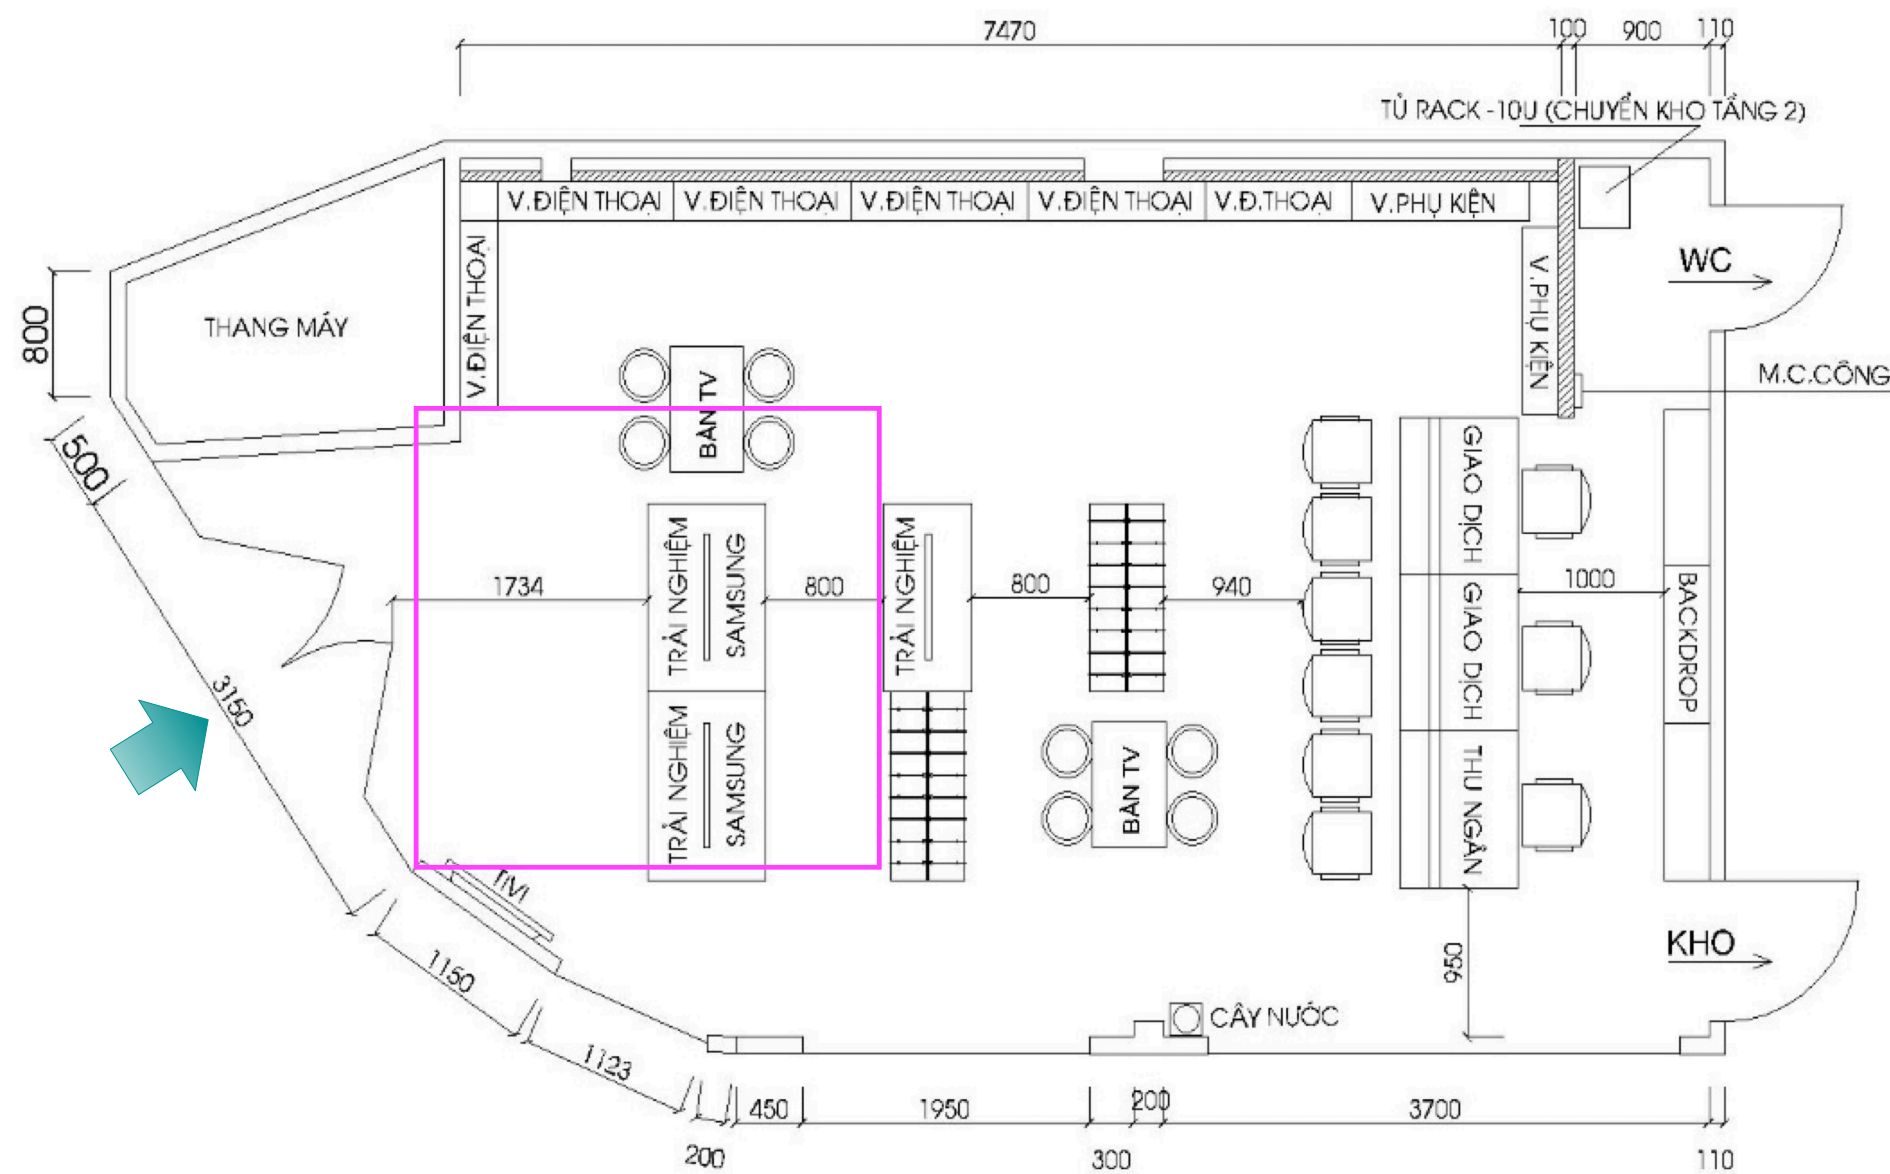 7470
100
900
110
TỦ RACK -10U (CHUYỂN KHO TẦNG 2)
V.ĐIỆN THOẠI
V.ĐIỆN THOẠI
V.ĐIỆN THOẠI
V.ĐIỆN THOẠI
V.Đ.THOẠI
V.PHỤ KIỆN
V.ĐIỆN THOẠI
V.PHỤ KIỆN
WC
THANG MÁY
800
M.C.CÔNG
BÀN TV
500
GIAO DỊCH
TRẢI NGHIỆM
SAMSUNG
TRẢI NGHIỆM
1734
800
800
940
1000
GIAO DỊCH
BACKDROP
3150
TRẢI NGHIỆM
SAMSUNG
BÀN TV
THU NGÂN
TIVI
KHO
950
1150
CÂY NƯỚC
1123
450
1950
200
3700
200
300
110